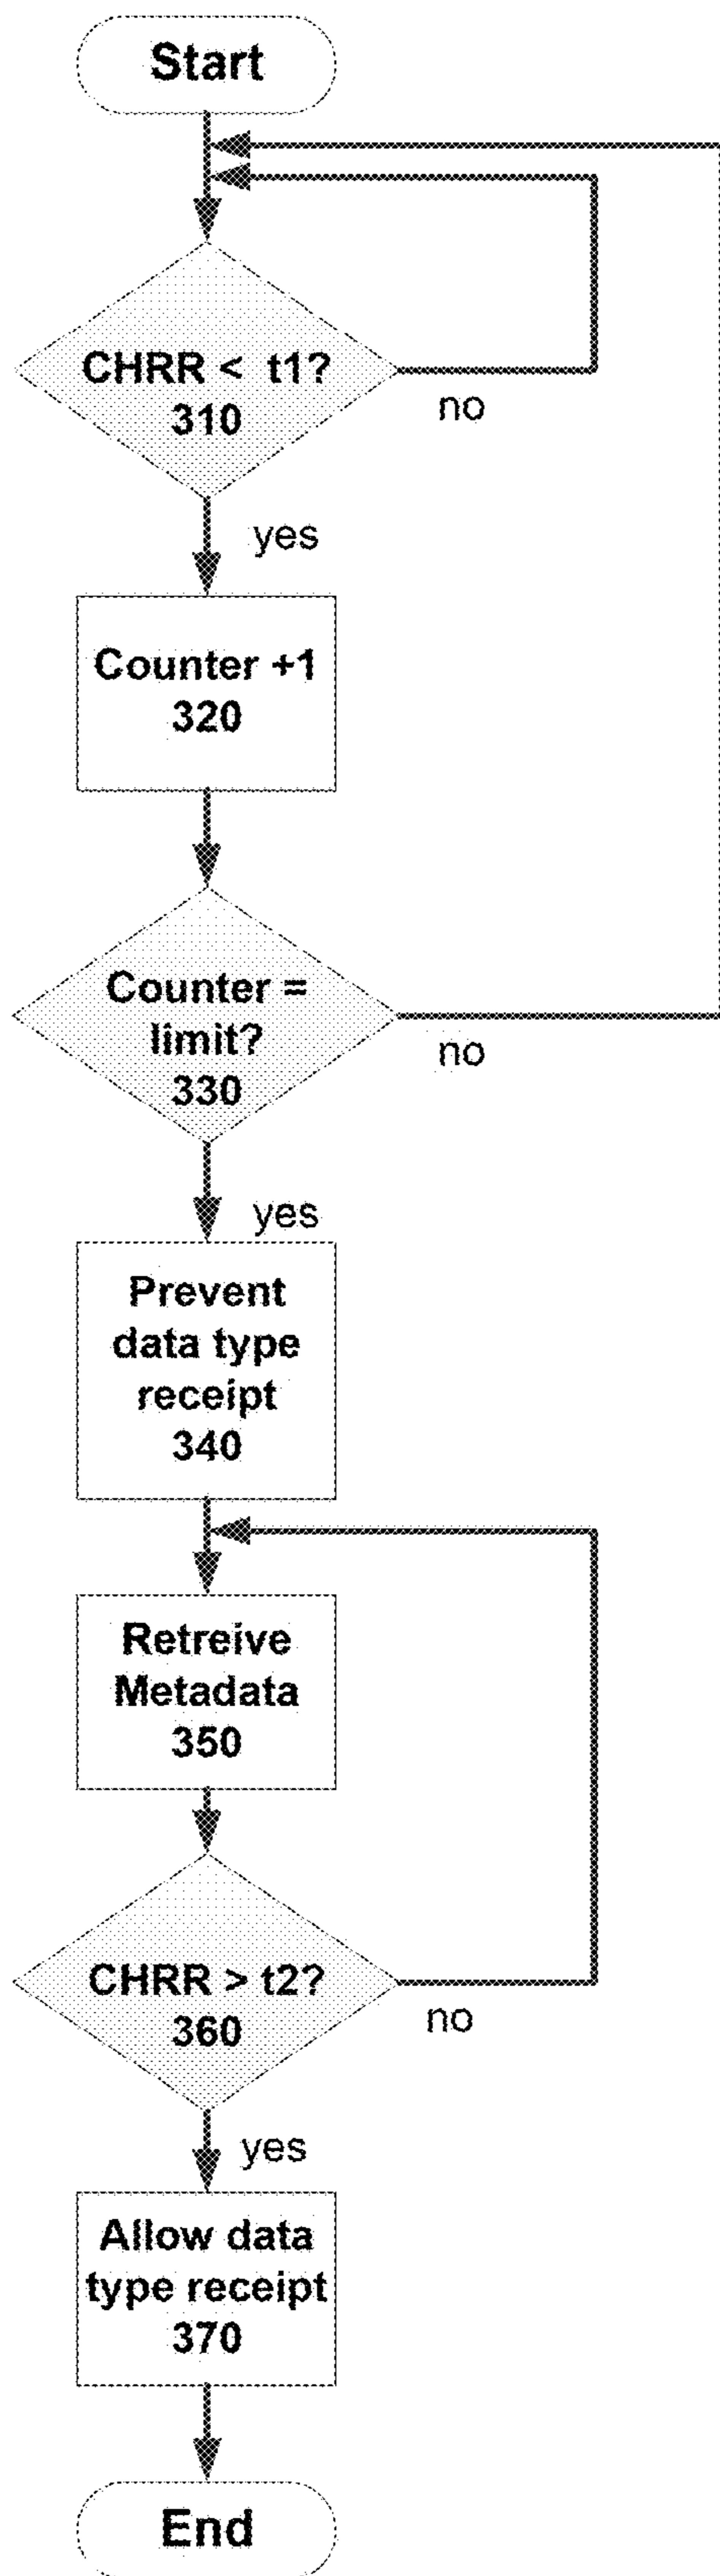 Start
CHRR < t1?
310
no
yes
Counter +1
320
Counter =
limit?
330
no
yes
Prevent
data type
receipt
340
Retreive
Metadata
350
CHRR > t2?
360
no
yes
Allow data
type receipt
370
End